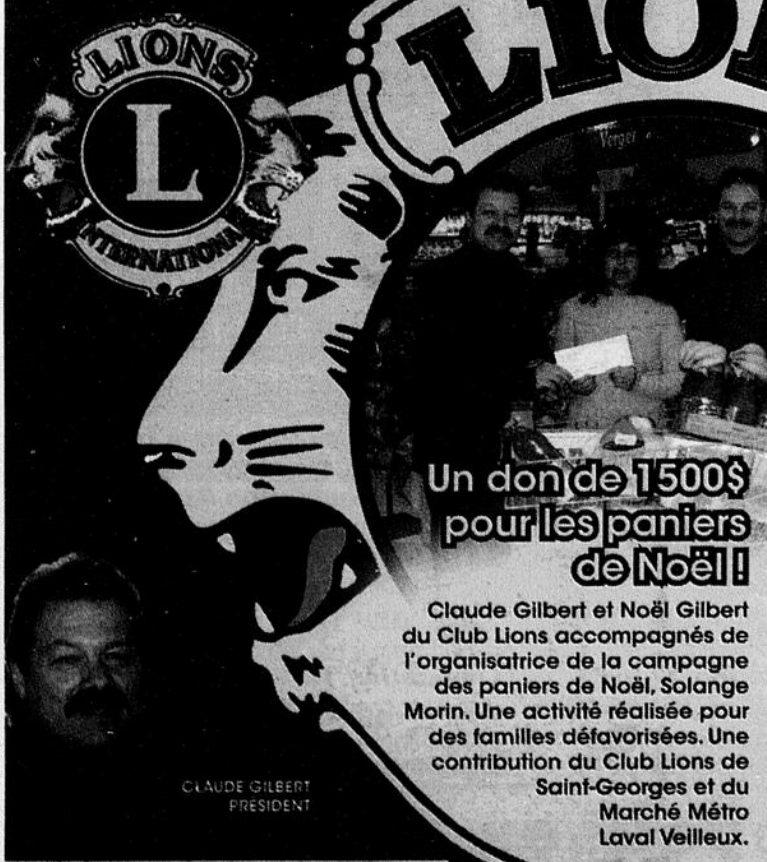 LIONS
L
INTERNATIONAL
Verger
Un don de 1500$
pour les paniers
de Noël !
Claude Gilbert et Noël Gilbert
du Club Lions accompagnés de
l'organisatrice de la campagne
des paniers de Noël, Solange
Morin. Une activité réalisée pour
des familles défavorisées. Une
contribution du Club Lions de
Saint-Georges et du
Marché Métro
Laval Veilleux.
CLAUDE GILBERT
PRÉSIDENT